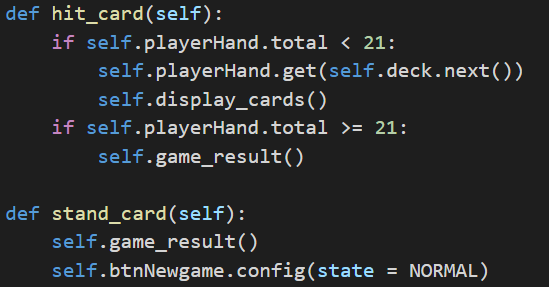 def hit_card(self):
    if self.playerHand.total < 21:
        self.playerHand.get(self.deck.next())
        self.display_cards()
    if self.playerHand.total >= 21:
        self.game_result()

def stand_card(self):
    self.game_result()
    self.btnNewgame.config(state = NORMAL)